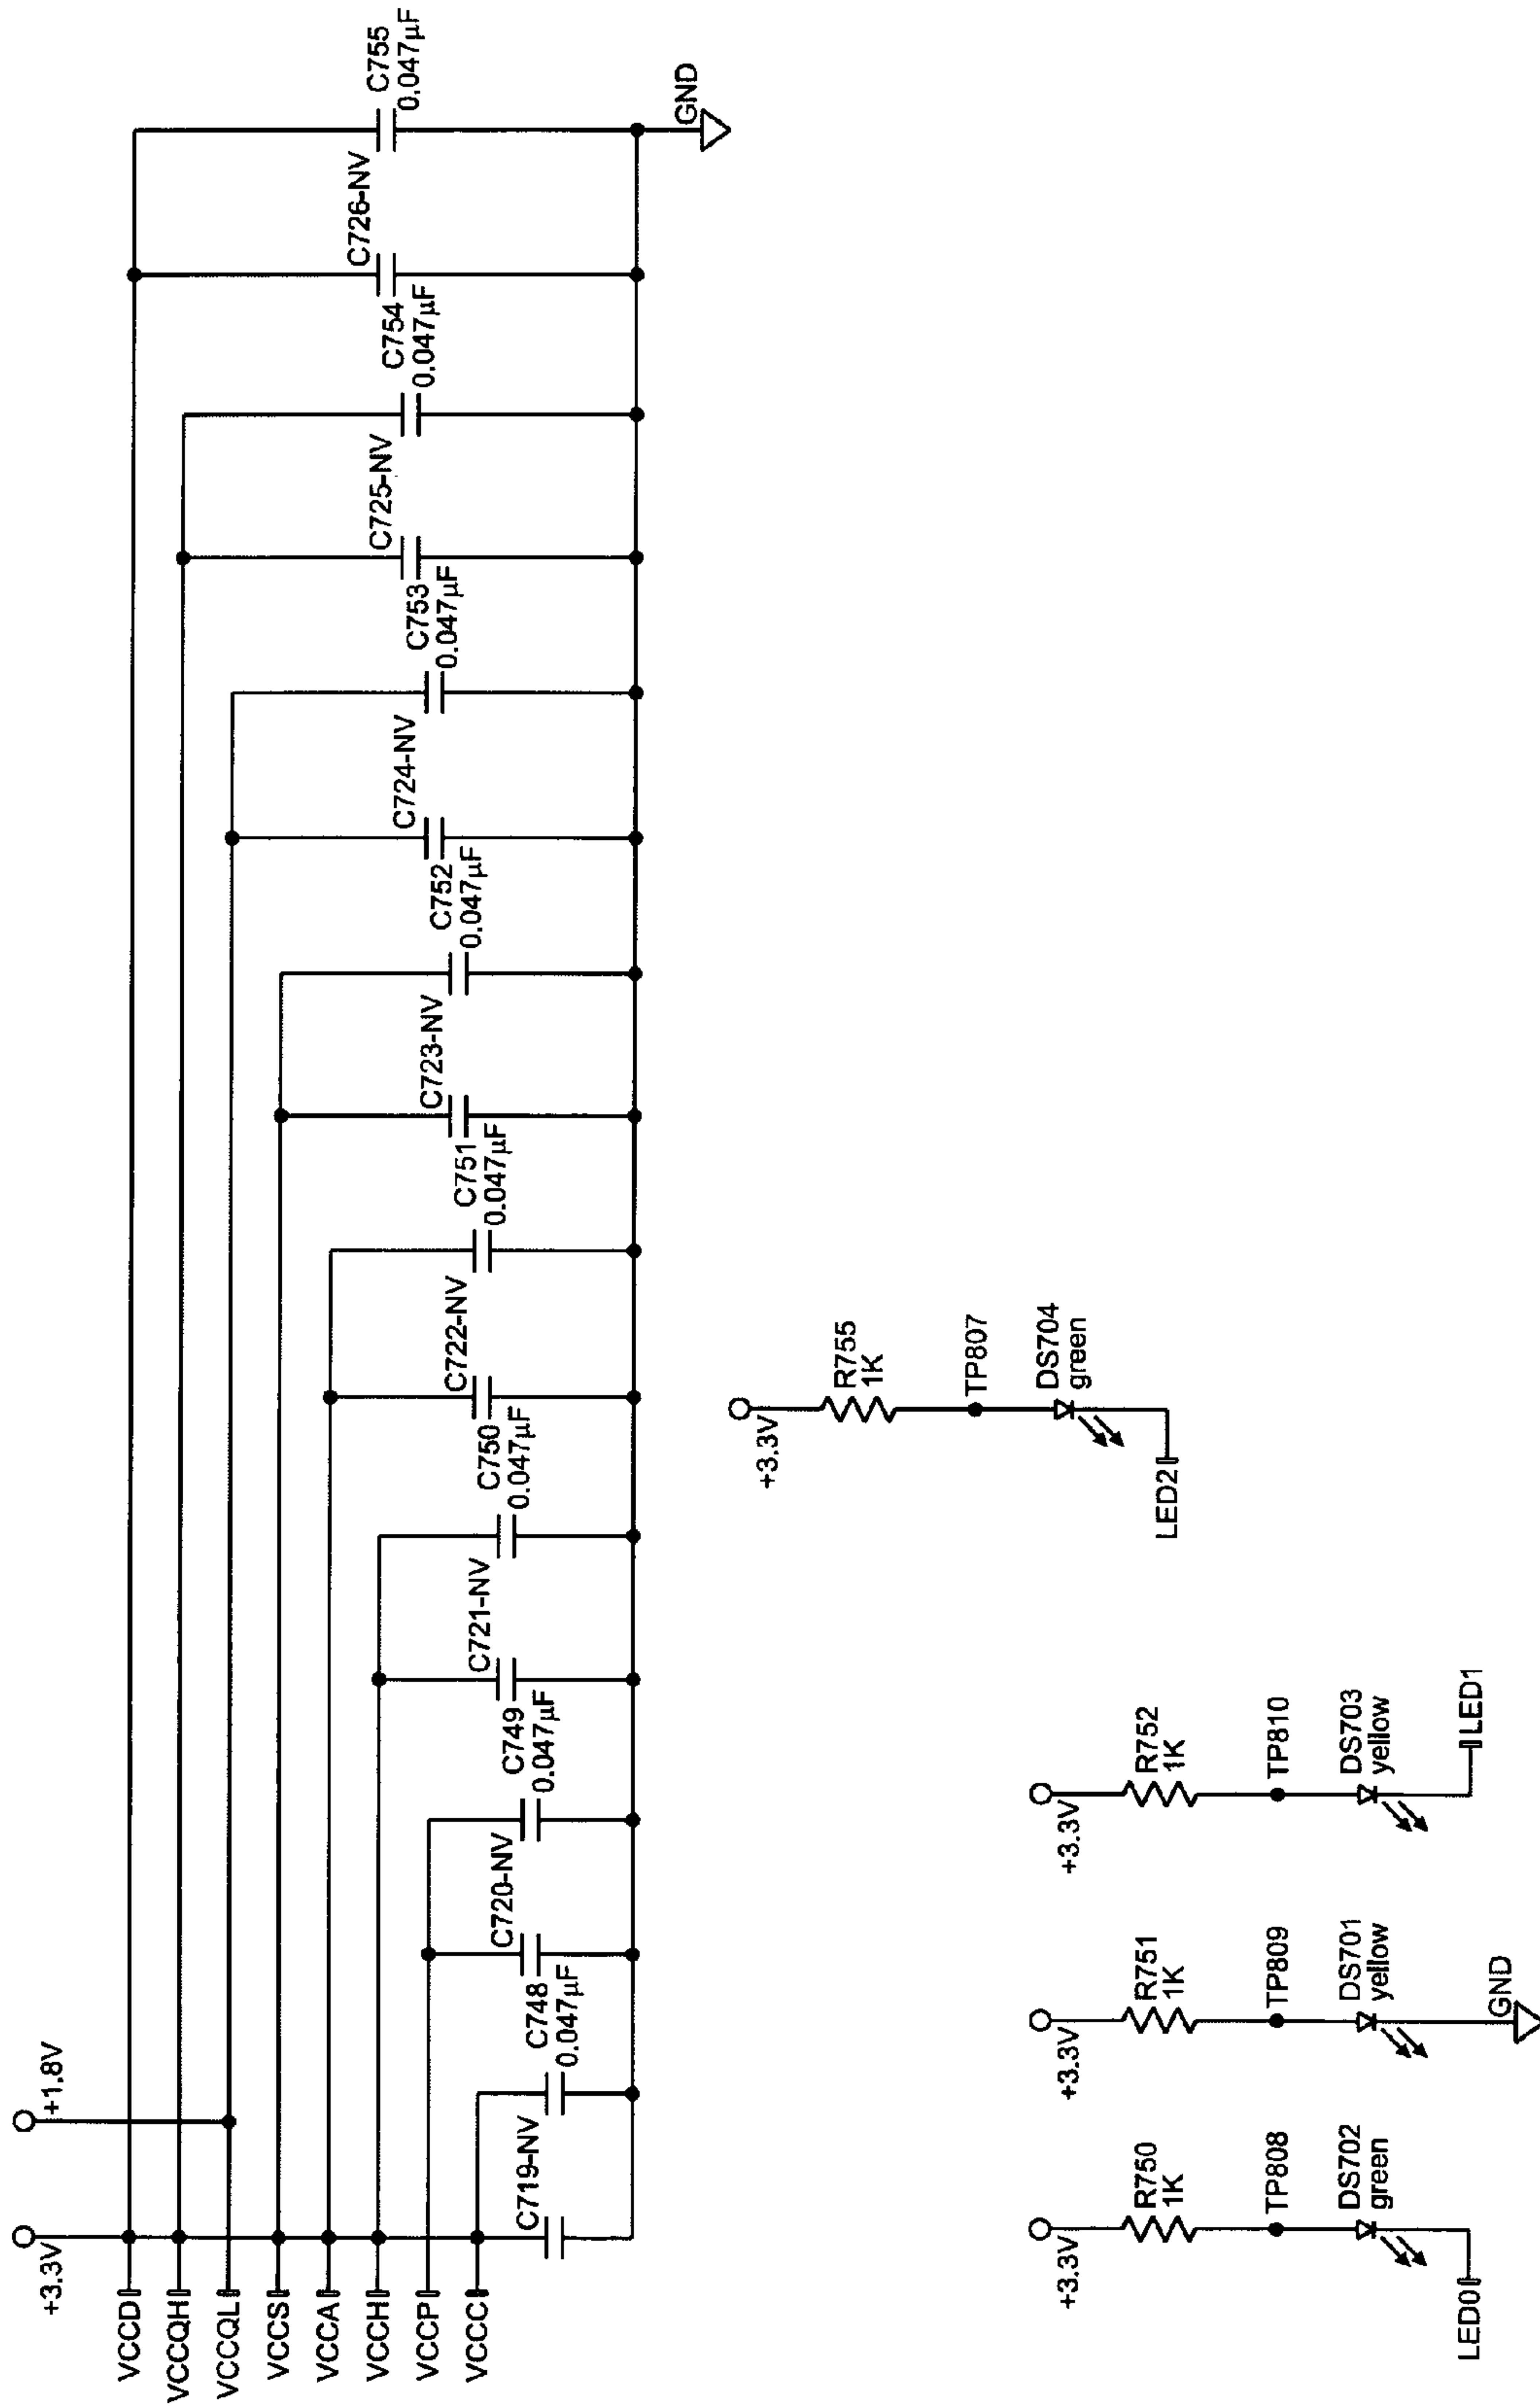 +3.3V
+1.8V
VCCD
VCCQH
VCCQL
VCCS
VCCA
VCCH
VCCP
VCCC
C719-NV
C748
0.047µF
C720-NV
C749
0.047µF
C721-NV
C750
0.047µF
C722-NV
C751
0.047µF
C723-NV
C752
0.047µF
C724-NV
C753
0.047µF
C725-NV
C754
0.047µF
C726-NV
C755
0.047µF
GND
+3.3V
R755
1K
TP807
DS704
green
LED2
+3.3V
R750
1K
TP808
DS702
green
LED0
+3.3V
R751
1K
TP809
DS701
yellow
GND
+3.3V
R752
1K
TP810
DS703
yellow
LED1